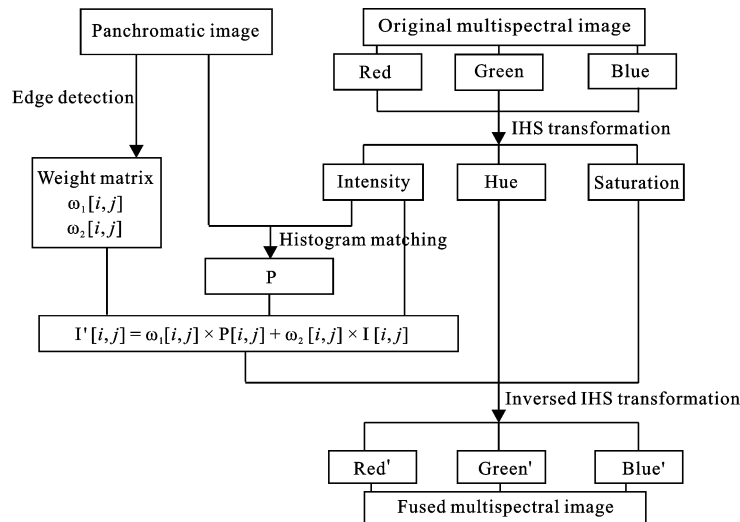 Panchromatic image
Original multispectral image
Red
Green
Blue
Edge detection
IHS transformation
Weight matrix
ω₁[i,j]
ω₂[i,j]
Intensity
Hue
Saturation
Histogram matching
P
I'[i,j] = ω₁[i,j] × P[i,j] + ω₂ [i,j] × I [i,j]
Inversed IHS transformation
Red'
Green'
Blue'
Fused multispectral image